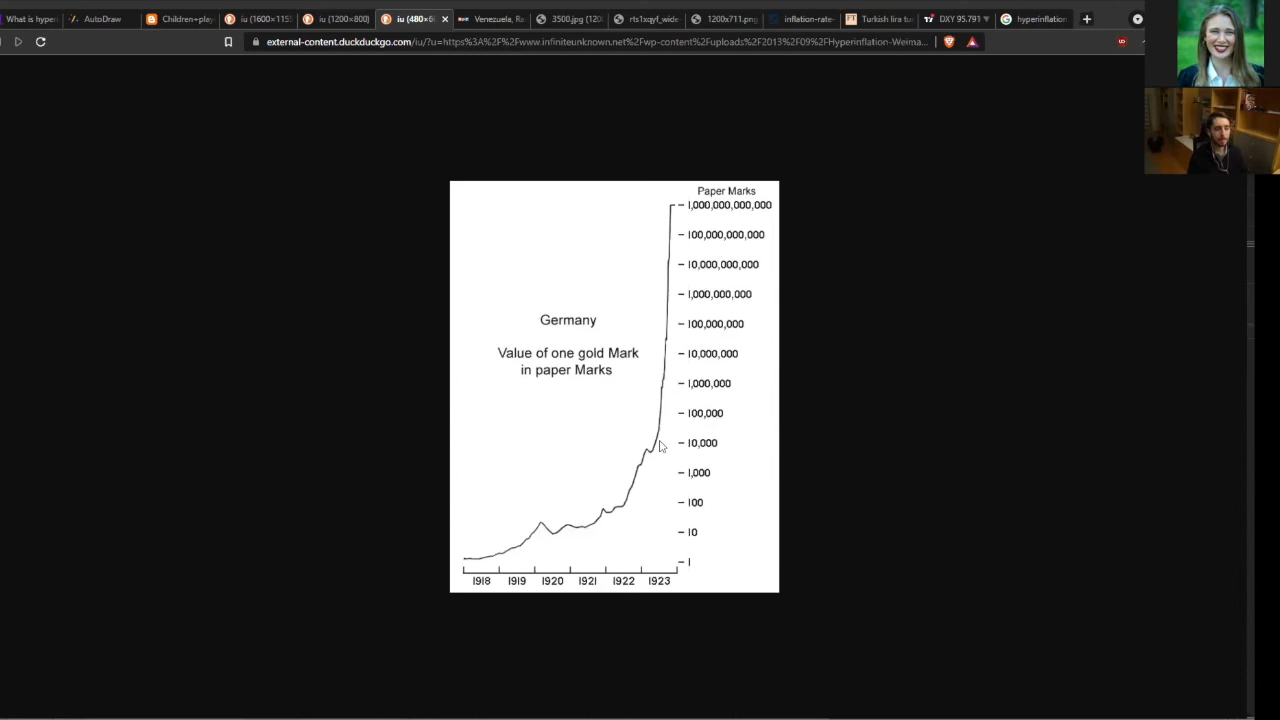 What is hyper
AutoDraw
Children+play
iu (1600×115
iu (1200×800)
iu (480×6
Venezuela, Ra
3500.jpg (120
rts1xqyf_wide
1200x711.png
inflation-rate-
Turkish lira tu
DXY 95.791
hyperinflation
external-content.duckduckgo.com/iu/?u=https%3A%2F%2Fwww.infiniteunknown.net%2Fwp-content%2Fuploads%2F2013%2F09%2FHyperinflation-Weima...
Paper Marks
1,000,000,000,000
100,000,000,000
10,000,000,000
1,000,000,000
Germany
100,000,000
Value of one gold Mark
in paper Marks
10,000,000
1,000,000
100,000
10,000
1,000
100
10
1
1918 1919 1920 1921 1922 1923